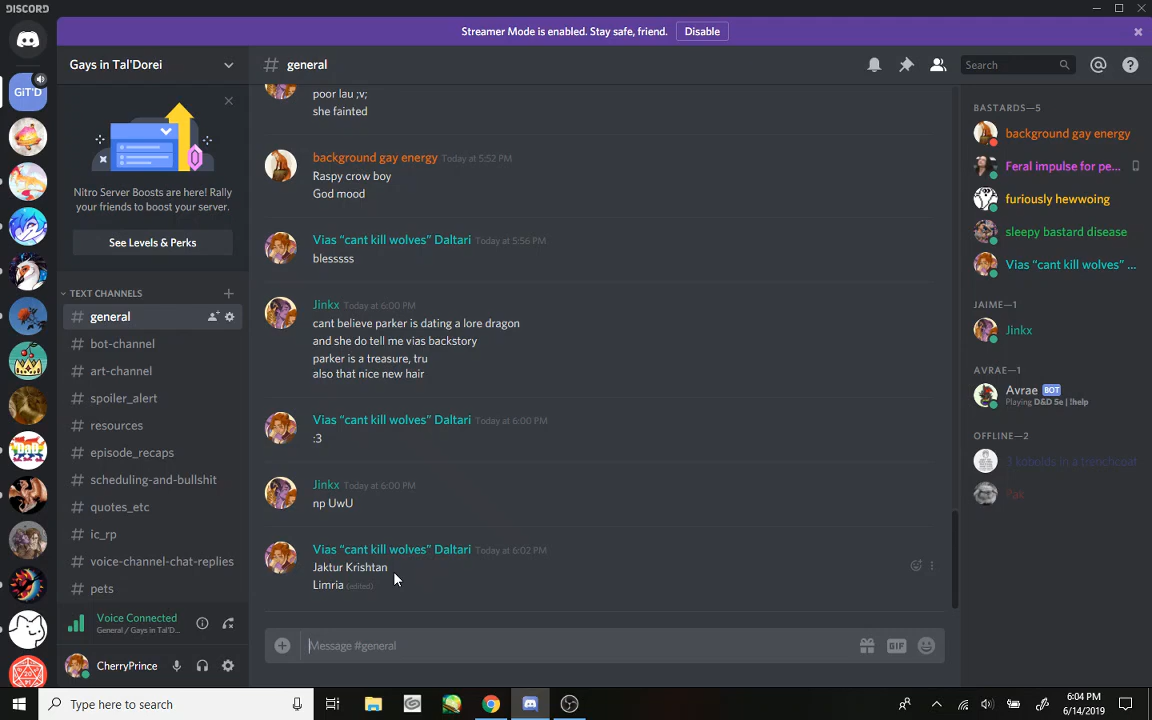 DISCORD
Streamer Mode is enabled. Stay safe, friend.
Disable
GiT'D
Gays in Tal'Dorei
Nitro Server Boosts are here! Rally
your friends to boost your server.
See Levels & Perks
TEXT CHANNELS
# general
# bot-channel
# art-channel
# spoiler_alert
# resources
# episode_recaps
# scheduling-and-bullshit
# quotes_etc
# ic_rp
# voice-channel-chat-replies
# pets
Voice Connected
General / Gays in Tal'D...
CherryPrince
# general
Search
poor lau ;v;
she fainted
background gay energy Today at 5:52 PM
Raspy crow boy
God mood
Vias "cant kill wolves" Daltari Today at 5:56 PM
blesssss
Jinkx Today at 6:00 PM
cant believe parker is dating a lore dragon
and she do tell me vias backstory
parker is a treasure, tru
also that nice new hair
Vias "cant kill wolves" Daltari Today at 6:00 PM
:3
Jinkx Today at 6:00 PM
np UwU
Vias "cant kill wolves" Daltari Today at 6:02 PM
Jaktur Krishtan
Limria (edited)
Message #general
GIF
BASTARDS—5
background gay energy
Feral impulse for pe...
furiously hewwoing
sleepy bastard disease
Vias "cant kill wolves" ...
JAIME—1
Jinkx
AVRAE—1
Avrae BOT
Playing D&D 5e | !help
OFFLINE—2
3 kobolds in a trenchcoat
Pak
Type here to search
6:04 PM
6/14/2019